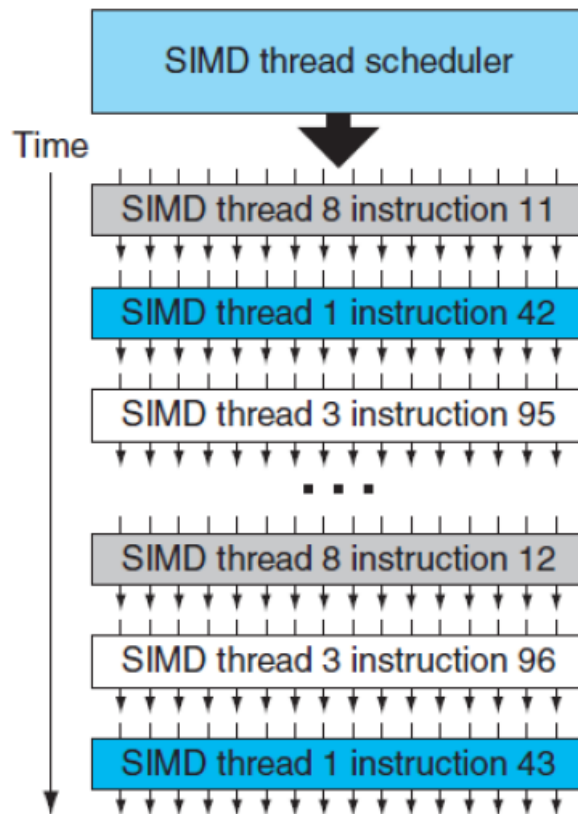 SIMD thread scheduler
Time
SIMD thread 8 instruction 11
SIMD thread 1 instruction 42
SIMD thread 3 instruction 95
. . .
SIMD thread 8 instruction 12
SIMD thread 3 instruction 96
SIMD thread 1 instruction 43